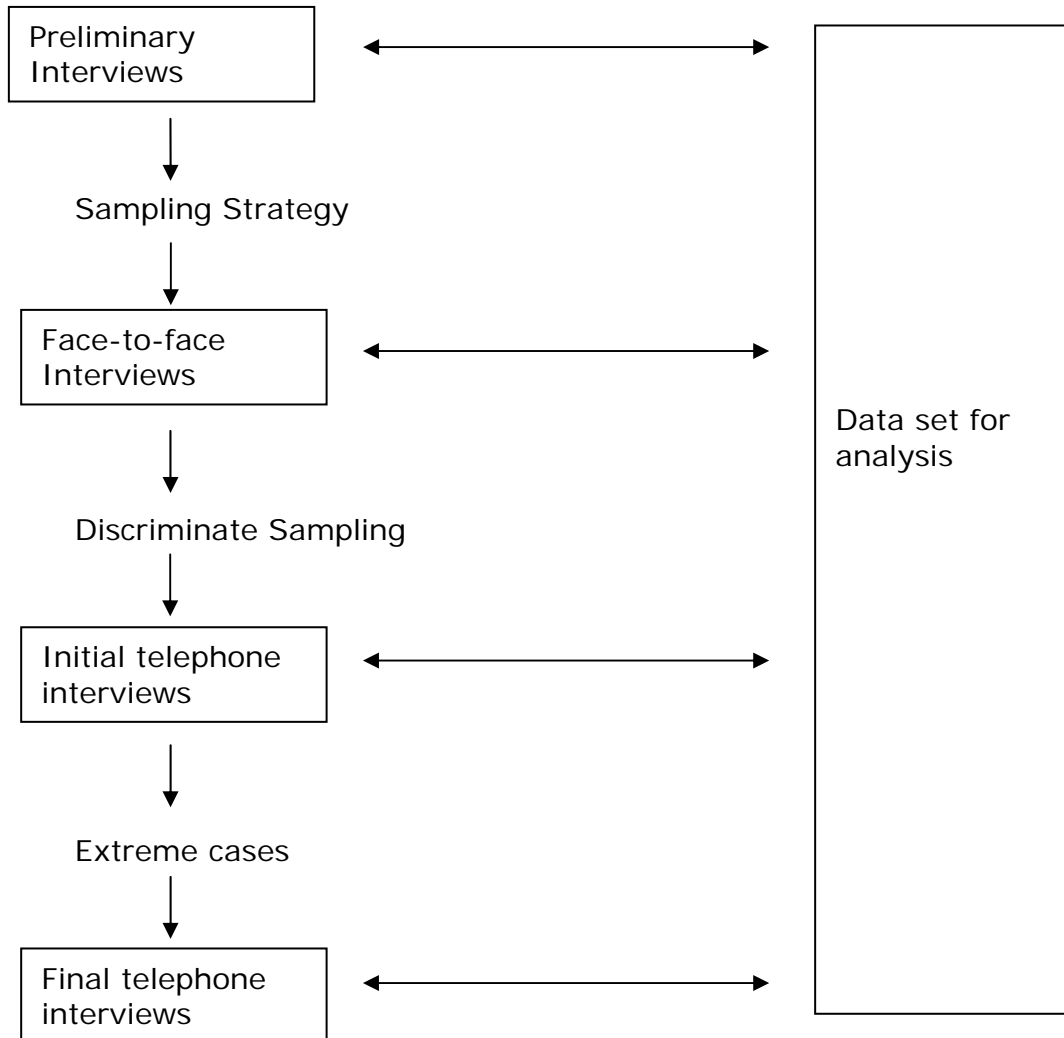 Preliminary
Interviews
Sampling Strategy
Face-to-face
Interviews
Data set for
analysis
Discriminate Sampling
Initial telephone
interviews
Extreme cases
Final telephone
interviews